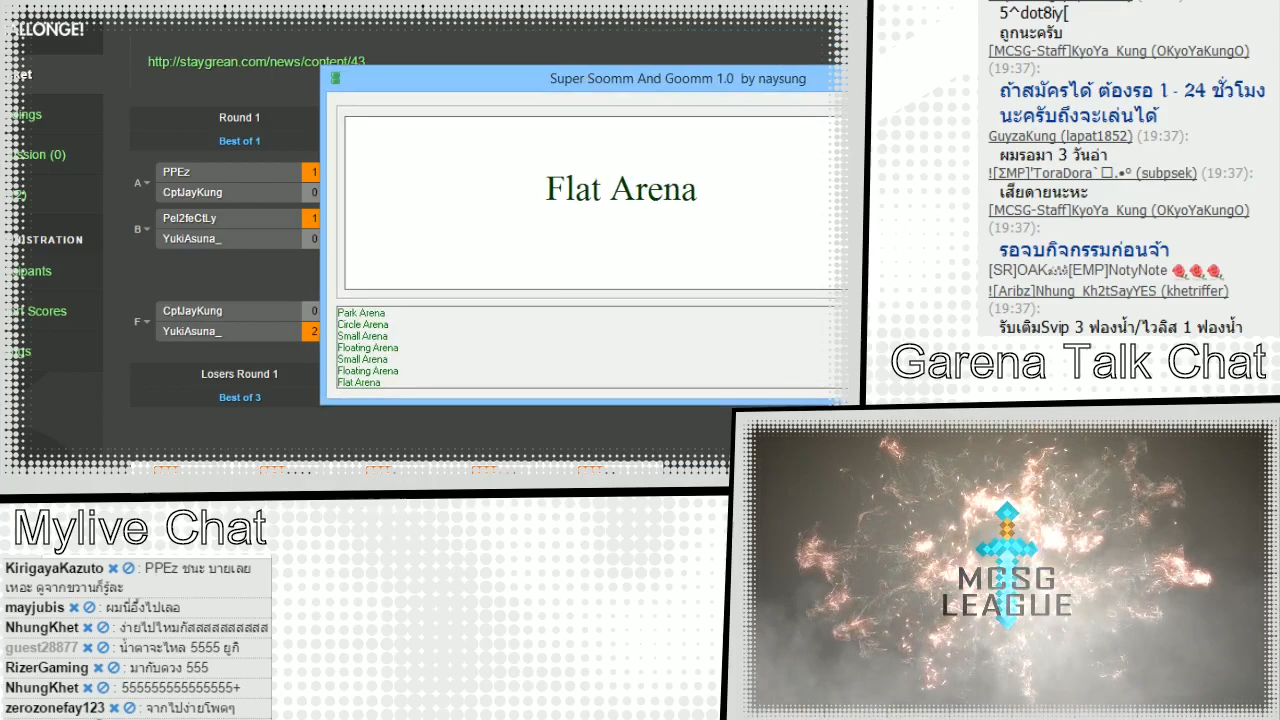 LLONGE!
http://staygrean.com/news/content/43
ssion (0)
ISTRATION
Scores
Round 1
Best of 1
A
PPEz 1
CptJayKung 0
B
Pel2feCtLy 1
YukiAsuna_ 0
F
CptJayKung 0
YukiAsuna_ 2
Losers Round 1
Best of 3
Super Soomm And Goomm 1.0 by naysung
Flat Arena
Park Arena
Circle Arena
Small Arena
Floating Arena
Small Arena
Floating Arena
Flat Arena
5^dot8iy[
ถูกนะครับ
[MCSG-Staff]KyoYa_Kung (OKyoYaKungO)
(19:37):
ถ้าสมัครได้ ต้องรอ 1 - 24 ชั่วโมง
นะครับถึงจะเล่นได้
GuyzaKung (lapat1852) (19:37):
ผมรอมา 3 วันอ่า
![ΣMP]'ToraDora`□.•º (subpsek) (19:37):
เสียดายนะหะ
[MCSG-Staff]KyoYa_Kung (OKyoYaKungO)
(19:37):
รอจบกิจกรรมก่อนจ้า
[EMP]NotyNote
![Aribz]Nhung_Kh2tSayYES (khetriffer)
(19:37):
รับเติมSvip 3 ฟองน้ำ/ไวลิส 1 ฟองน้ำ
Garena Talk Chat
Mylive Chat
KirigayaKazuto : PPEz ชนะ บายเลย
เหอะ ดูจากขวานก็รู้ละ
mayjubis : ผมนี่อึ้งไปเลอ
NhungKhet : ง่ายไปไหมกัสสสสสสสสสส
guest28877 : น้ำตาจะไหล 5555 ยูกิ
RizerGaming : มากับดวง 555
NhungKhet : 555555555555555+
zerozonefay123 : จากไปง่ายโพดๆ
MCSG
LEAGUE